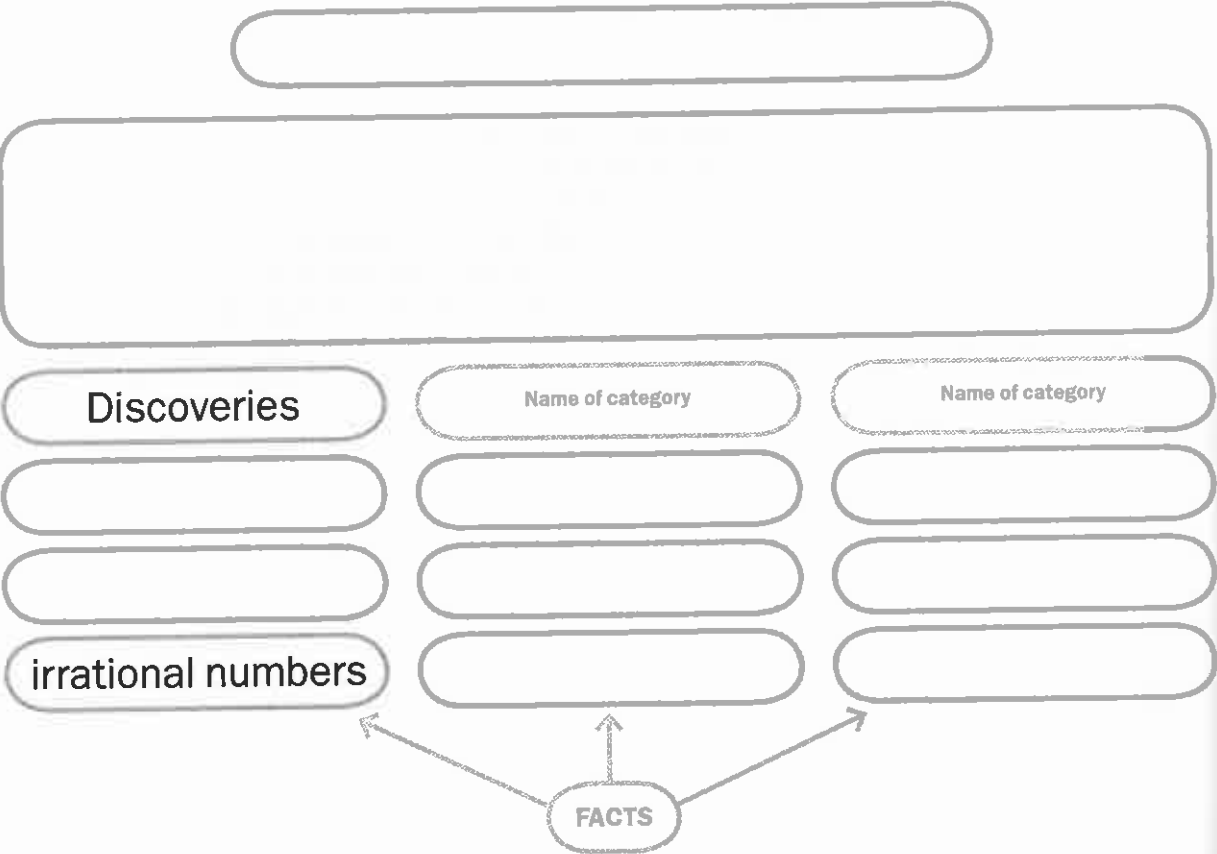 Discoveries
Name of category
Name of category
irrational numbers
FACTS